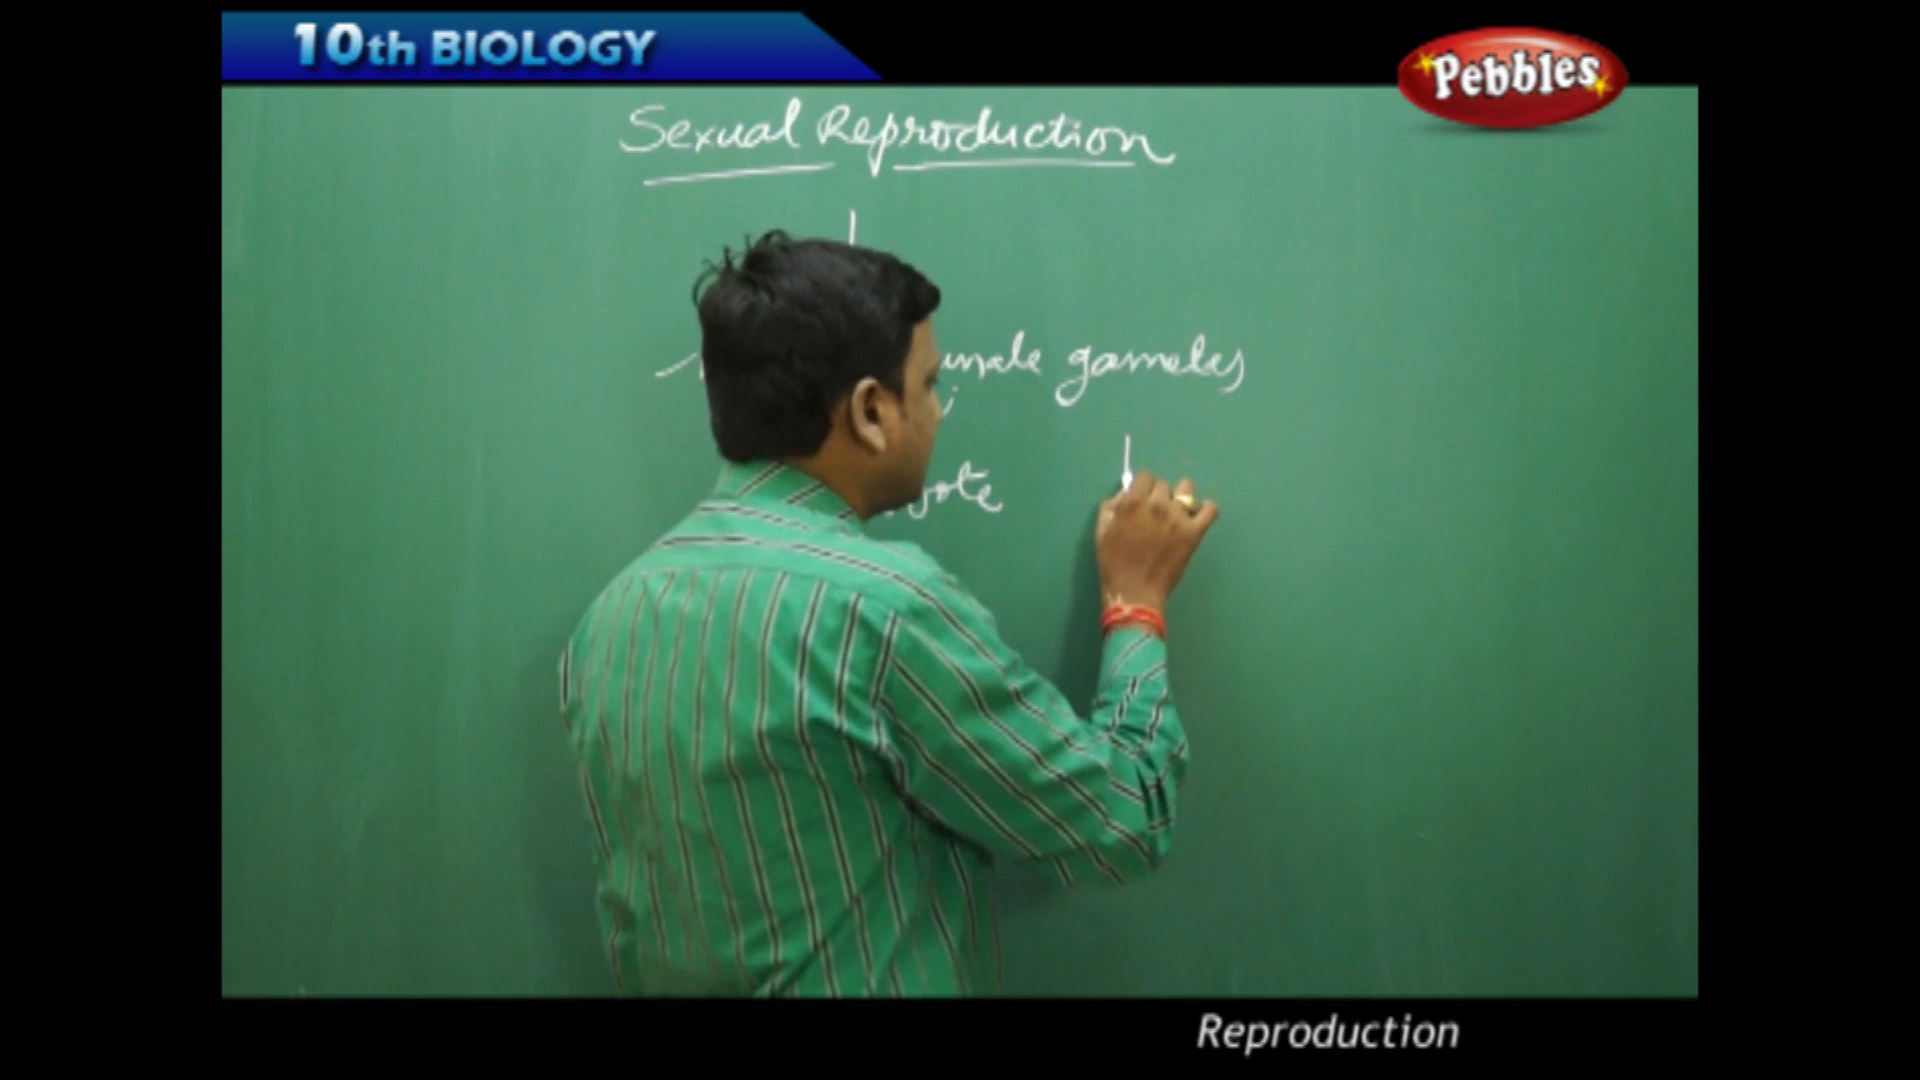 10th BIOLOGY
Pebbles
Sexual Reproduction
gametes
Reproduction